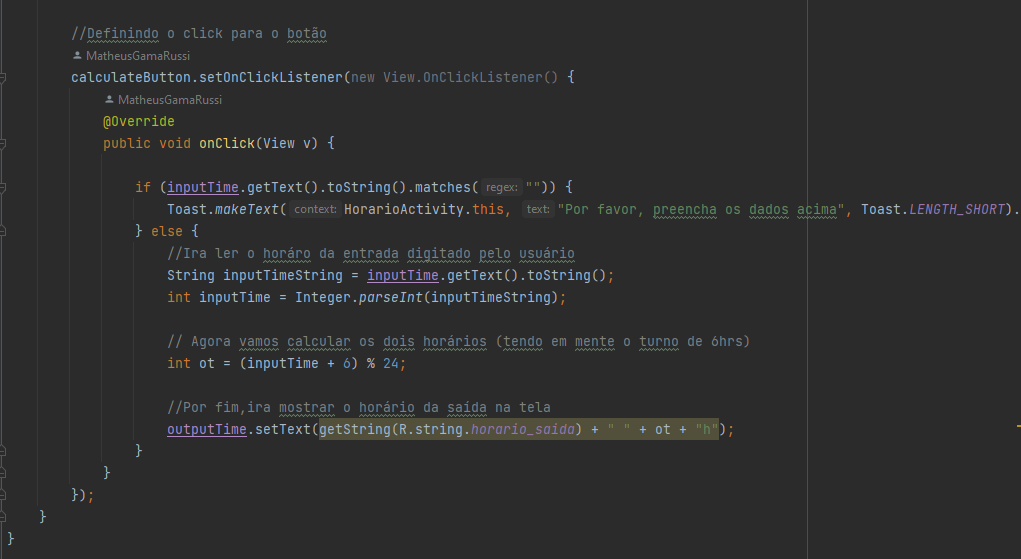 //Definindo o click para o botão
MatheusGamaRussi
calculateButton.setOnClickListener(new View.OnClickListener() {
MatheusGamaRussi
@Override
public void onClick(View v) {
if (inputTime.getText().toString().matches( regex: "")) {
Toast.makeText( context: HorarioActivity.this, text: "Por favor, preencha os dados acima", Toast.LENGTH_SHORT).
} else {
//Ira ler o horáro da entrada digitado pelo usuário
String inputTimeString = inputTime.getText().toString();
int inputTime = Integer.parseInt(inputTimeString);
// Agora vamos calcular os dois horários (tendo em mente o turno de 6hrs)
int ot = (inputTime + 6) % 24;
//Por fim,ira mostrar o horário da saída na tela
outputTime.setText(getString(R.string.horario_saida) + " " + ot + "h");
}
}
});
}
}